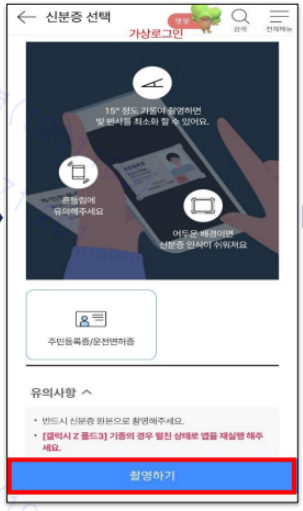 ← 신분증 선택
챗봇
검색
전체메뉴
가상로그인
15° 정도 기울여 촬영하면
빛 반사를 최소화 할 수 있어요.
흔들림에
유의해주세요
어두운 배경이면
신분증 인식이 쉬워져요
주민등록증/운전면허증
유의사항
• 반드시 신분증 원본으로 촬영해주세요.
• [갤럭시 Z 폴드3] 기종의 경우 펼친 상태로 앱을 재실행 해주
세요.
촬영하기